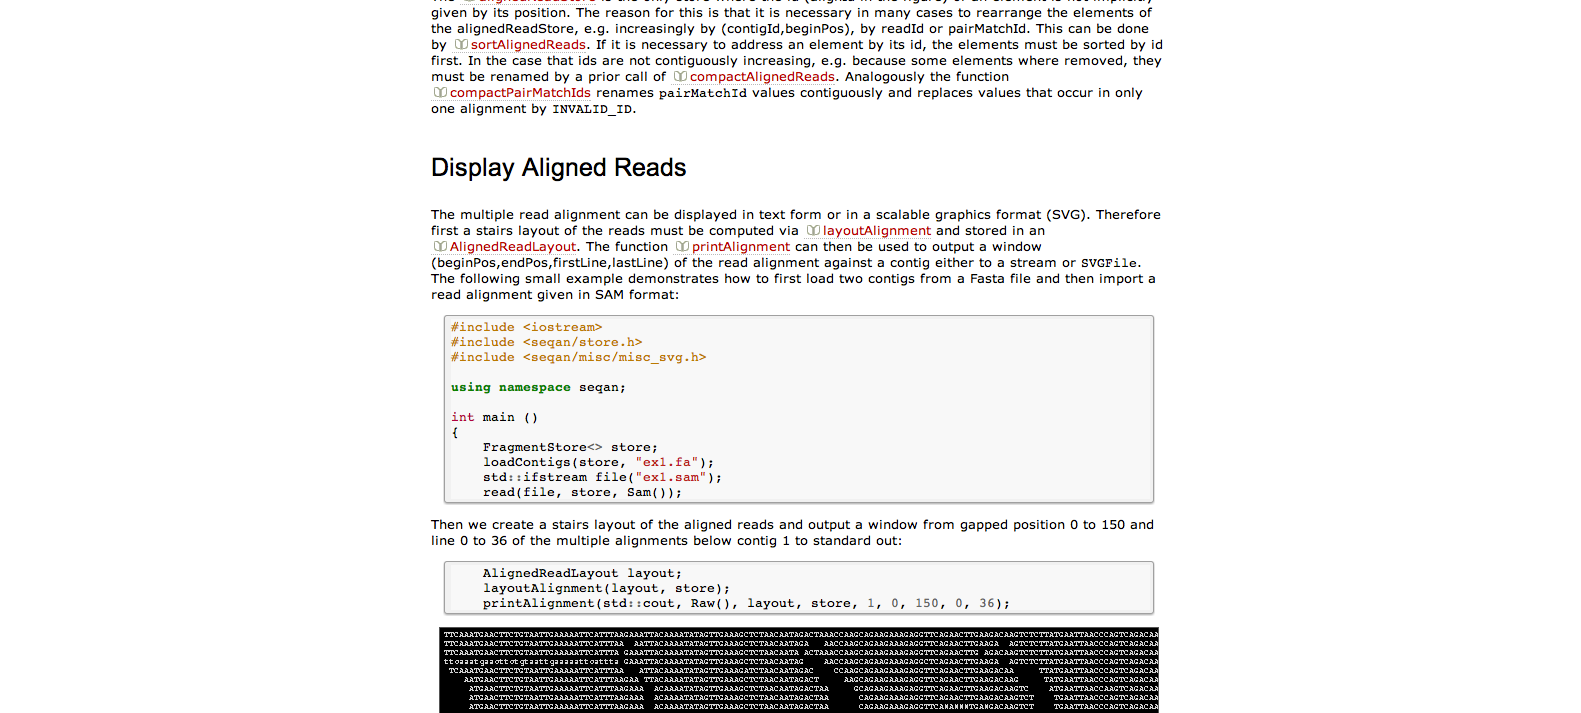 given by its position. The reason for this is that it is necessary in many cases to rearrange the elements of
the alignedReadStore, e.g. increasingly by (contigId,beginPos), by readId or pairMatchId. This can be done
by sortAlignedReads. If it is necessary to address an element by its id, the elements must be sorted by id
first. In the case that ids are not contiguously increasing, e.g. because some elements where removed, they
must be renamed by a prior call of compactAlignedReads. Analogously the function
compactPairMatchIds renames pairMatchId values contiguously and replaces values that occur in only
one alignment by INVALID_ID.
Display Aligned Reads
The multiple read alignment can be displayed in text form or in a scalable graphics format (SVG). Therefore
first a stairs layout of the reads must be computed via layoutAlignment and stored in an
AlignedReadLayout. The function printAlignment can then be used to output a window
(beginPos,endPos,firstLine,lastLine) of the read alignment against a contig either to a stream or SVGFile.
The following small example demonstrates how to first load two contigs from a Fasta file and then import a
read alignment given in SAM format:
#include <iostream>
#include <seqan/store.h>
#include <seqan/misc/misc_svg.h>
using namespace seqan;
int main ()
{
FragmentStore<> store;
loadContigs(store, "ex1.fa");
std::ifstream file("ex1.sam");
read(file, store, Sam());
Then we create a stairs layout of the aligned reads and output a window from gapped position 0 to 150 and
line 0 to 36 of the multiple alignments below contig 1 to standard out:
AlignedReadLayout layout;
layoutAlignment(layout, store);
printAlignment(std::cout, Raw(), layout, store, 1, 0, 150, 0, 36);